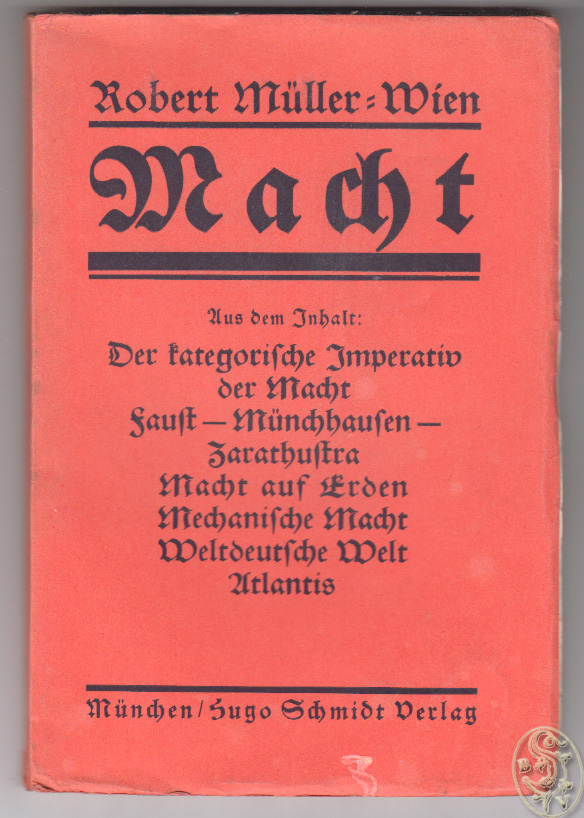 Robert Müller-Wien
Macht
Aus dem Inhalt:
Der kategorische Imperativ
der Macht
Faust — Münchhausen —
Zarathustra
Macht auf Erden
Mechanische Macht
Weltdeutsche Welt
Atlantis
München / Hugo Schmidt Verlag